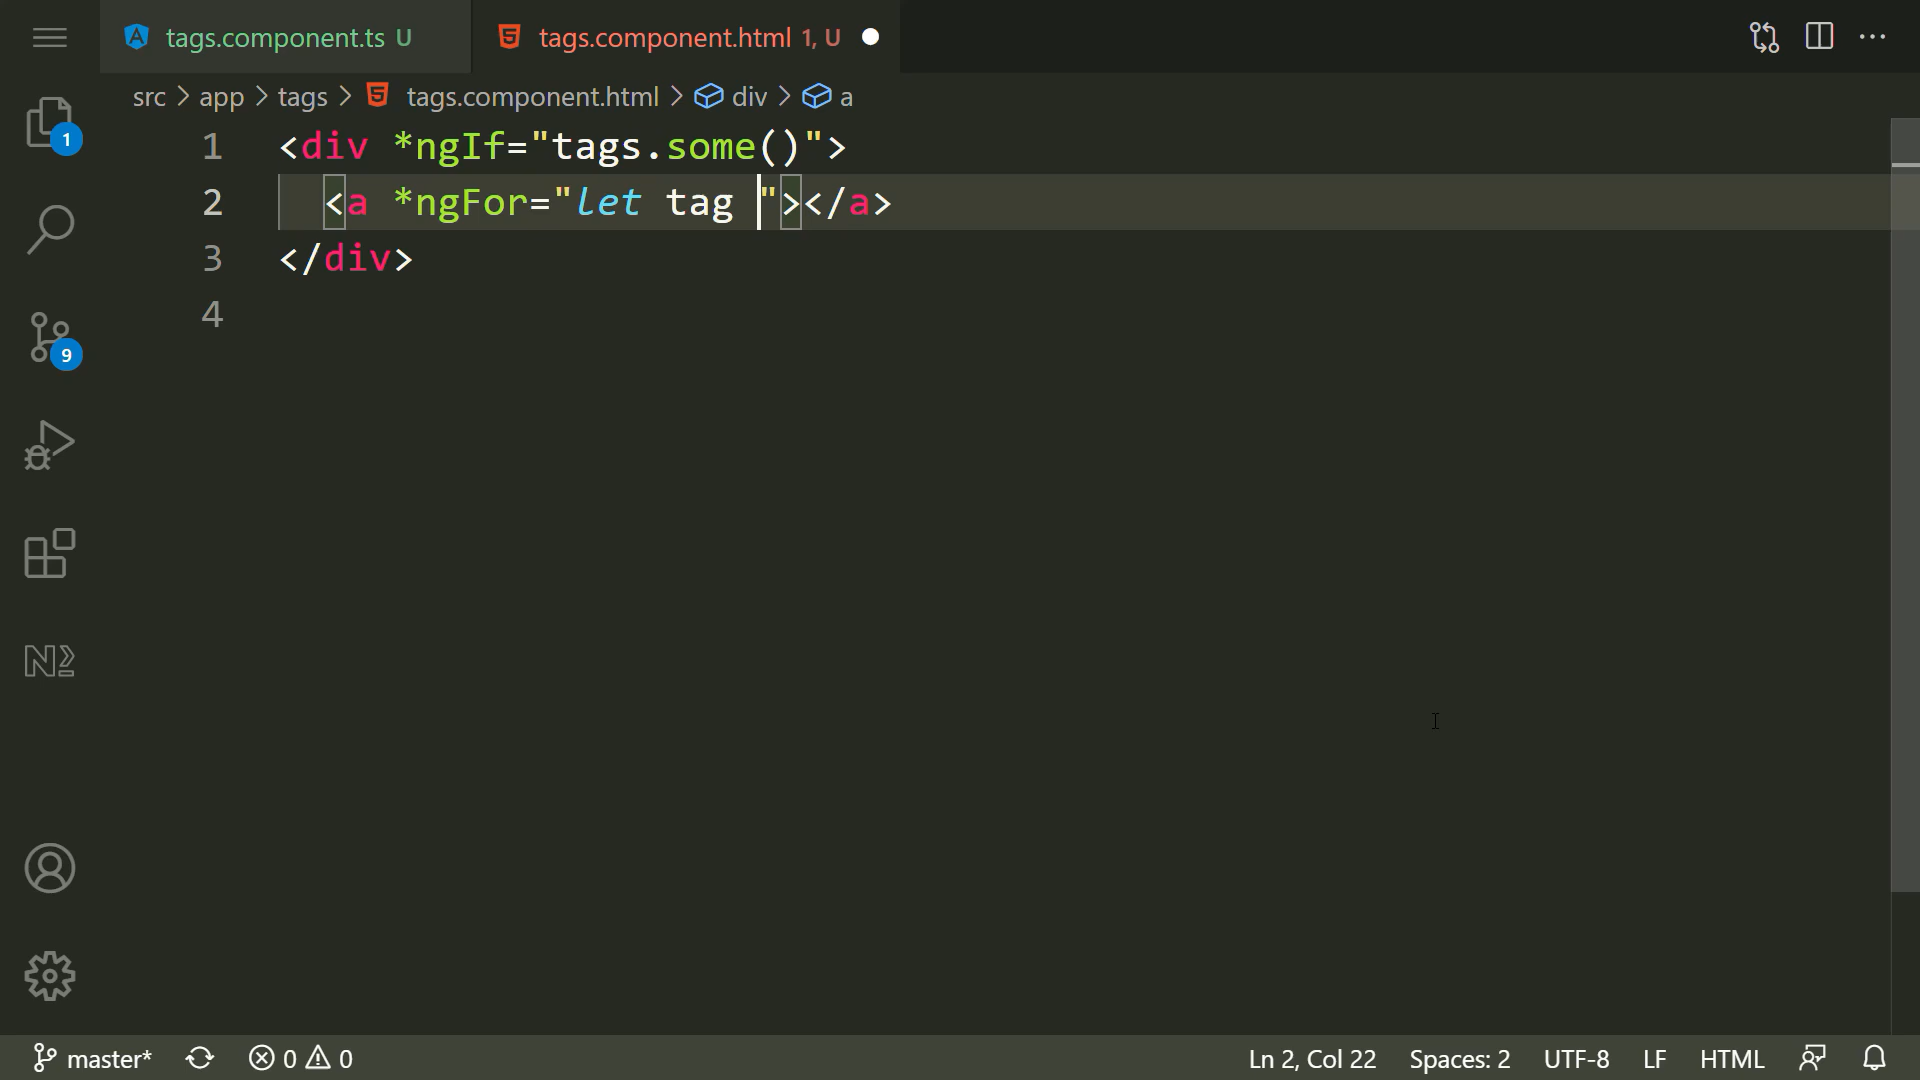 tags.component.ts U
tags.component.html 1, U
src > app > tags > tags.component.html > div > a
1
1 <div *ngIf="tags.some()">
2 <a *ngFor="let tag "></a>
3 </div>
4
9
N
master* 0 0 Ln 2, Col 22 Spaces: 2 UTF-8 LF HTML